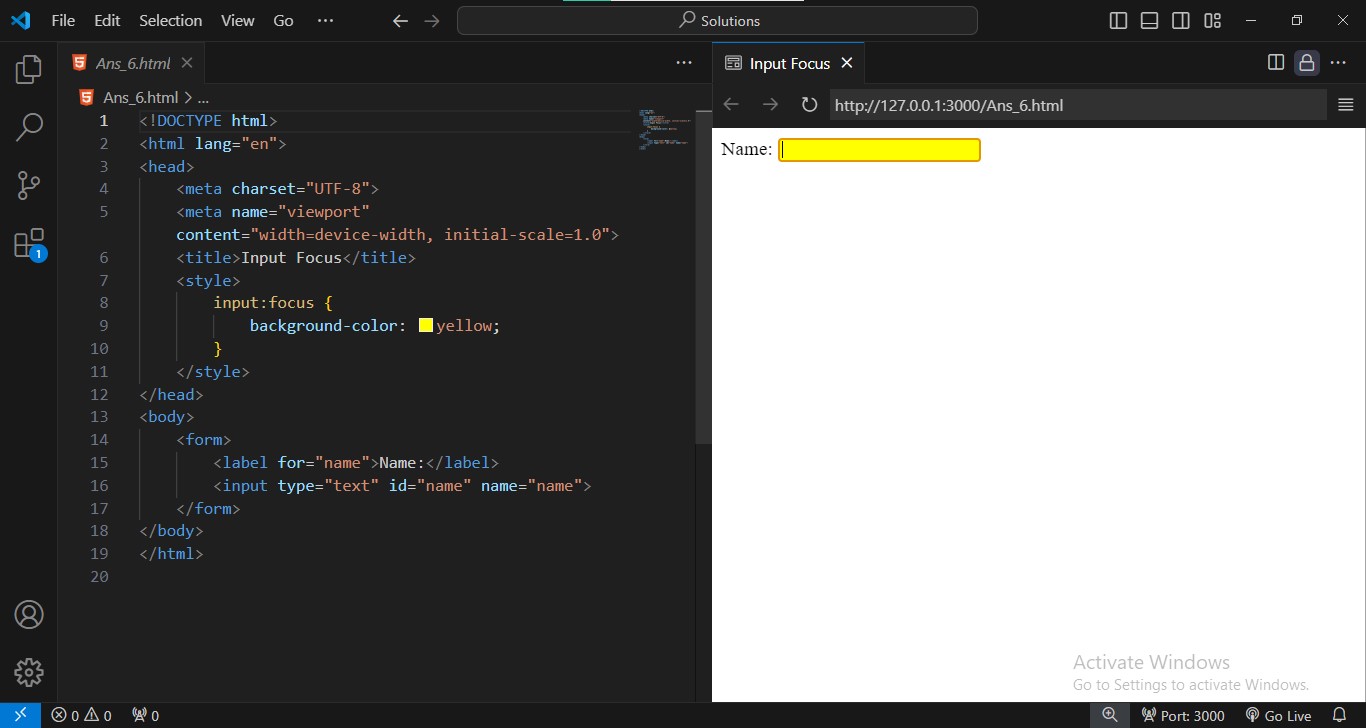 File Edit Selection View Go ··· Solutions
Ans_6.html
Ans_6.html > ...
1 <!DOCTYPE html>
2 <html lang="en">
3 <head>
4 <meta charset="UTF-8">
5 <meta name="viewport"
content="width=device-width, initial-scale=1.0">
6 <title>Input Focus</title>
7 <style>
8 input:focus {
9 background-color: yellow;
10 }
11 </style>
12 </head>
13 <body>
14 <form>
15 <label for="name">Name:</label>
16 <input type="text" id="name" name="name">
17 </form>
18 </body>
19 </html>
20
Input Focus
http://127.0.0.1:3000/Ans_6.html
Name:
Activate Windows
Go to Settings to activate Windows.
1
0 0 0 Port: 3000 Go Live